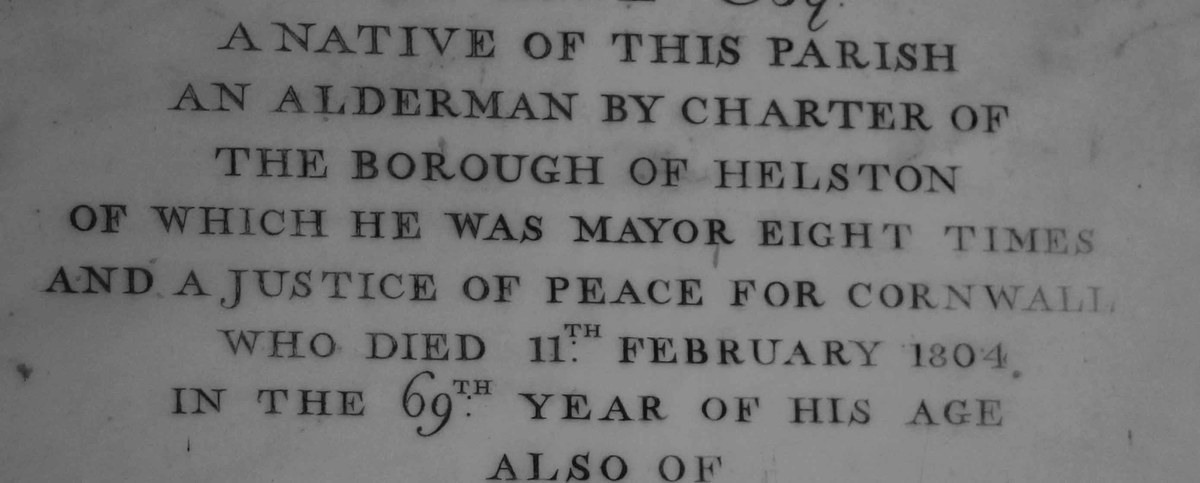 Esq.
A NATIVE OF THIS PARISH
AN ALDERMAN BY CHARTER OF
THE BOROUGH OF HELSTON
OF WHICH HE WAS MAYOR EIGHT TIMES
AND A JUSTICE OF PEACE FOR CORNWALL
WHO DIED 11TH FEBRUARY 1804.
IN THE 69TH YEAR OF HIS AGE
ALSO OF